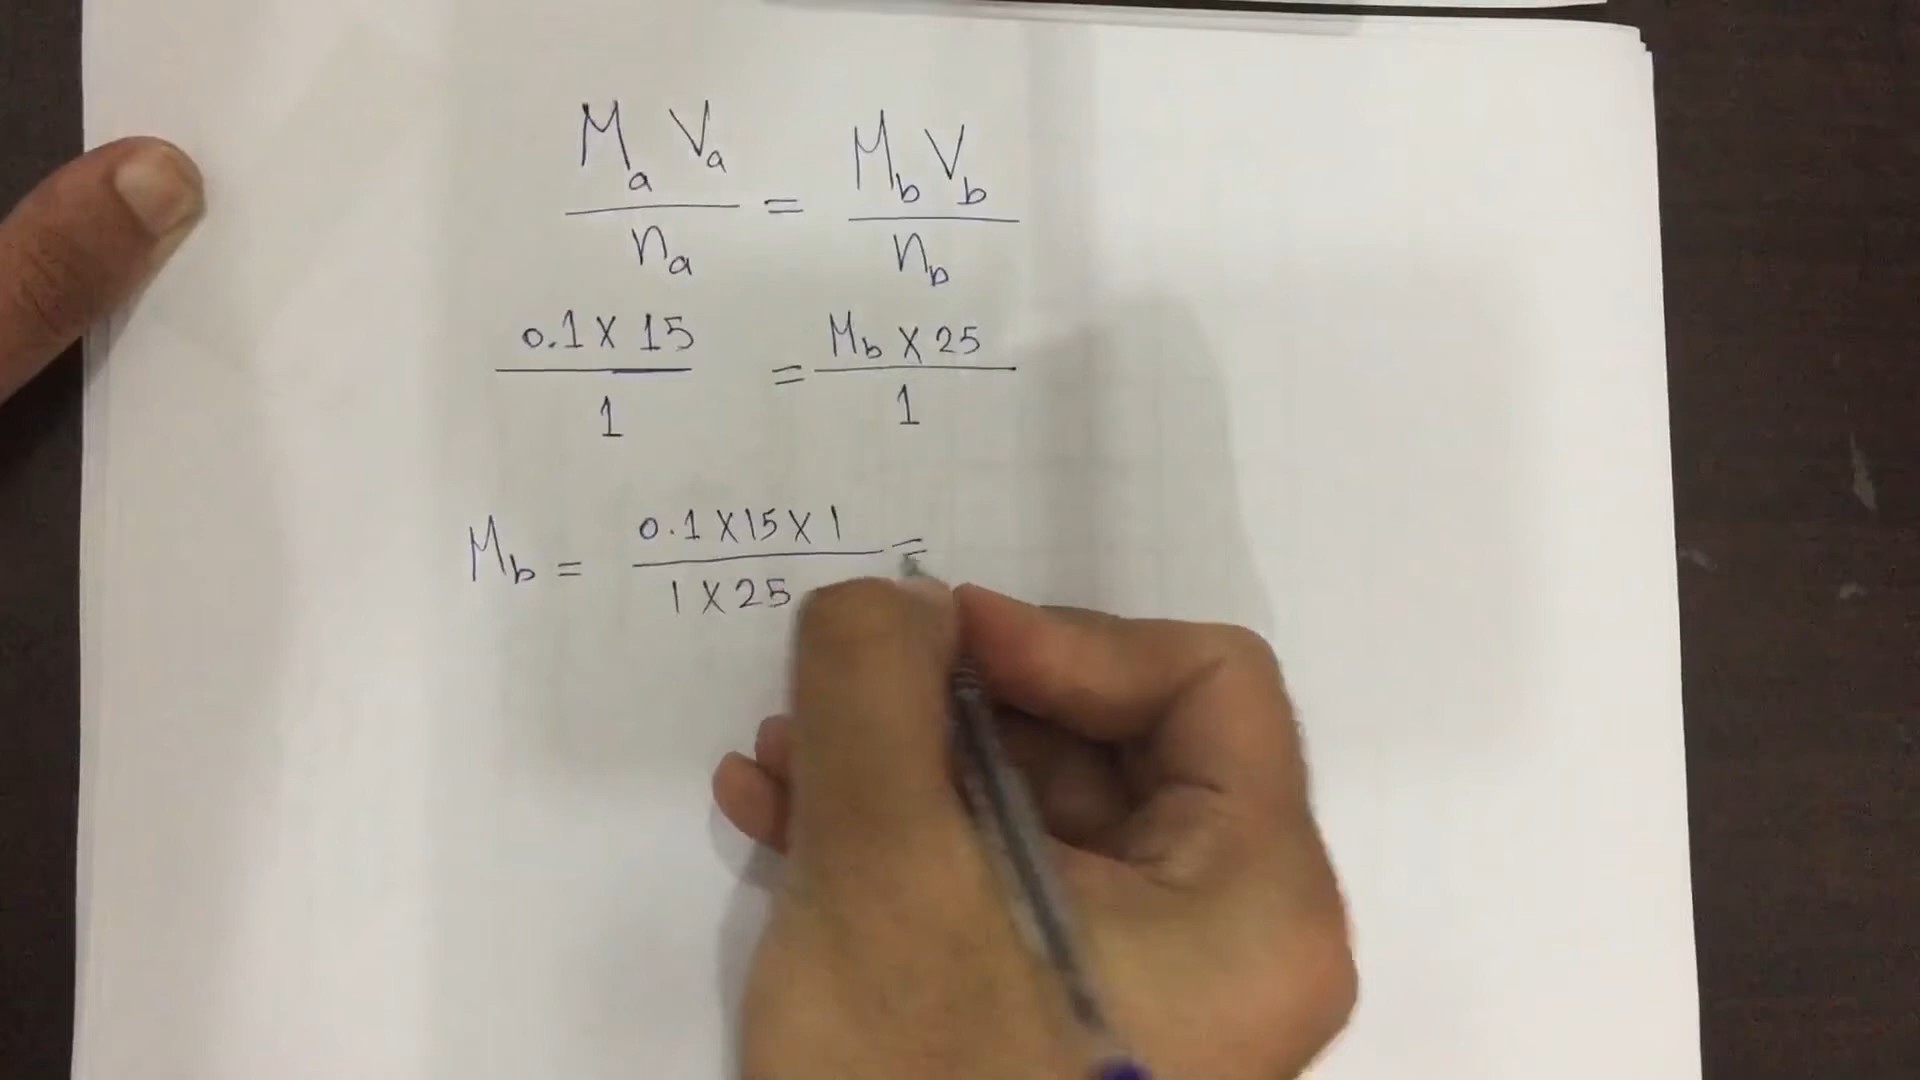 Ma Va / na = Mb Vb / nb
0.1 X 15 / 1 = Mb X 25 / 1
Mb = 0.1 X 15 X 1 / 1 X 25 =